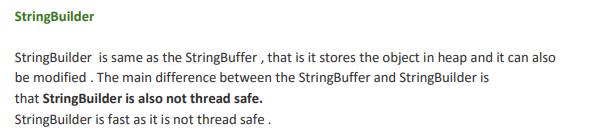 StringBuilder
StringBuilder  is same as the StringBuffer , that is it stores the object in heap and it can also
be modified . The main difference between the StringBuffer and StringBuilder is
that StringBuilder is also not thread safe.
StringBuilder is fast as it is not thread safe .